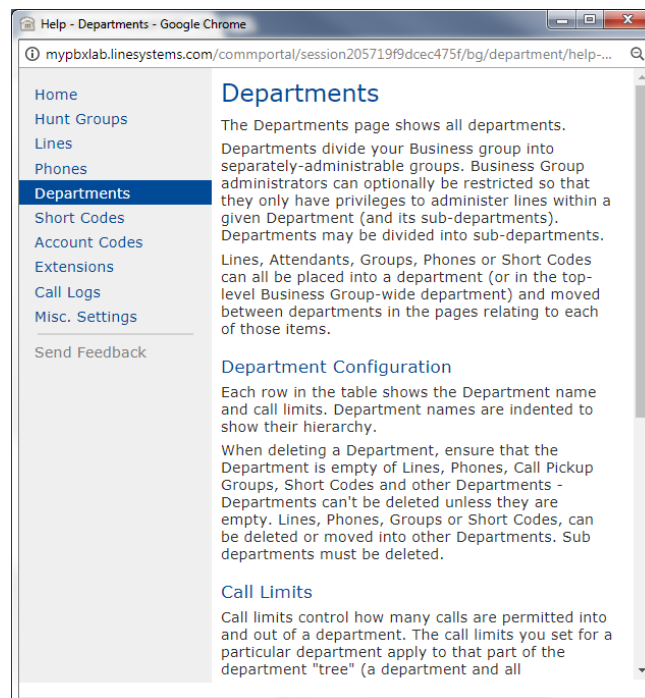 Help - Departments - Google Chrome
mypbxlab.linesystems.com/commportal/session205719f9dcec475f/bg/department/help-...
Home
Hunt Groups
Lines
Phones
Departments
Short Codes
Account Codes
Extensions
Call Logs
Misc. Settings
Send Feedback
Departments
The Departments page shows all departments.
Departments divide your Business group into
separately-administrable groups. Business Group
administrators can optionally be restricted so that
they only have privileges to administer lines within a
given Department (and its sub-departments).
Departments may be divided into sub-departments.
Lines, Attendants, Groups, Phones or Short Codes
can all be placed into a department (or in the top-
level Business Group-wide department) and moved
between departments in the pages relating to each
of those items.
Department Configuration
Each row in the table shows the Department name
and call limits. Department names are indented to
show their hierarchy.
When deleting a Department, ensure that the
Department is empty of Lines, Phones, Call Pickup
Groups, Short Codes and other Departments -
Departments can't be deleted unless they are
empty. Lines, Phones, Groups or Short Codes, can
be deleted or moved into other Departments. Sub
departments must be deleted.
Call Limits
Call limits control how many calls are permitted into
and out of a department. The call limits you set for a
particular department apply to that part of the
department "tree" (a department and all